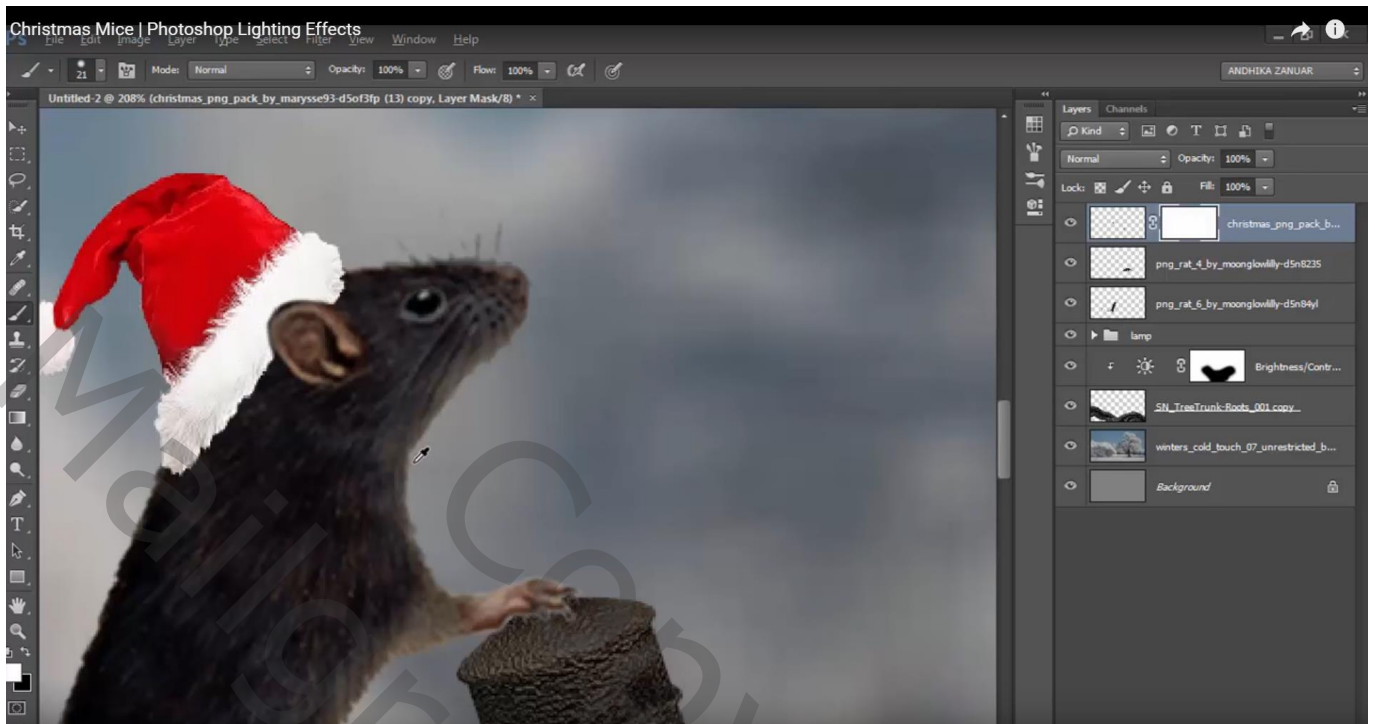 Christmas Mice | Photoshop Lighting Effects
PS File Edit Image Layer Type Select Filter View Window Help
21 Mode: Normal Opacity: 100% Flow: 100% ANDHIKA ZANUAR
Untitled-2 @ 208% (christmas_png_pack_by_marysse93-d5of3fp (13) copy, Layer Mask/8) * ×
Layers Channels
Kind
Normal Opacity: 100%
Lock: Fill: 100%
christmas_png_pack_b...
png_rat_4_by_moonglowlilly-d5n8235
png_rat_6_by_moonglowlilly-d5n84yl
lamp
Brightness/Contr...
SN_TreeTrunk-Roots_001 copy
winters_cold_touch_07_unrestricted_b...
Background